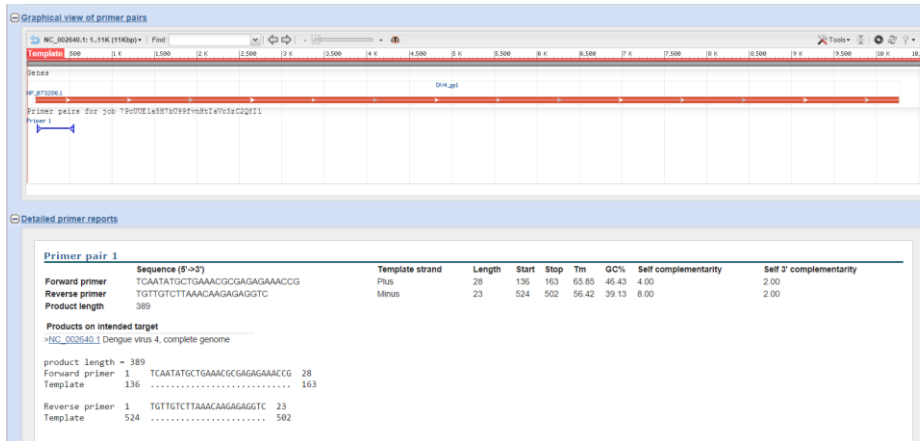 Graphical view of primer pairs
NC_002640.1: 1..11K (11Kbp) Find: Tools
Template 500 1 K 1,500 2 K 2,500 3 K 3,500 4 K 4,500 5 K 5,500 6 K 6,500 7 K 7,500 8 K 8,500 9 K 9,500 10 K
Genes
DV4_gp1
NP_073286.1
Primer pairs for job
Primer 1
Detailed primer reports
Primer pair 1
Sequence (5'->3') Template strand Length Start Stop Tm GC% Self complementarity Self 3' complementarity
Forward primer TCAATATGCTGAAACGCGAGAGAAACCG Plus 28 136 163 65.85 46.43 4.00 2.00
Reverse primer TGTTGTCTTAAACAAGAGAGGTC Minus 23 524 502 56.42 39.13 8.00 2.00
Product length 389
Products on intended target
>NC_002640.1 Dengue virus 4, complete genome
product length = 389
Forward primer 1 TCAATATGCTGAAACGCGAGAGAAACCG 28
Template 136 ............................ 163
Reverse primer 1 TGTTGTCTTAAACAAGAGAGGTC 23
Template 524 ....................... 502